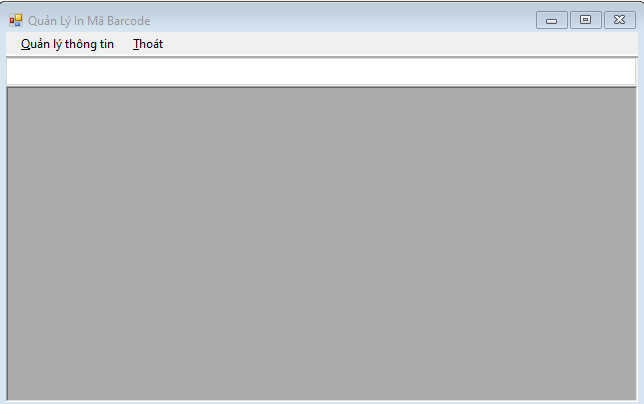 Quản Lý In Mã Barcode
Quản lý thông tin Thoát